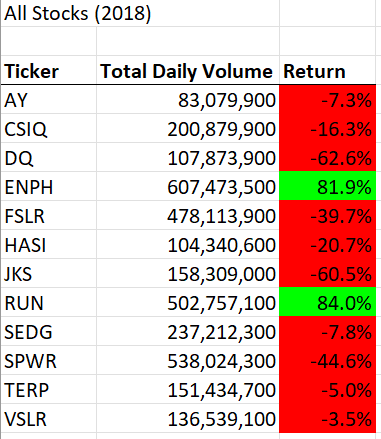 All Stocks (2018)
Ticker Total Daily Volume Return
AY 83,079,900 -7.3%
CSIQ 200,879,900 -16.3%
DQ 107,873,900 -62.6%
ENPH 607,473,500 81.9%
FSLR 478,113,900 -39.7%
HASI 104,340,600 -20.7%
JKS 158,309,000 -60.5%
RUN 502,757,100 84.0%
SEDG 237,212,300 -7.8%
SPWR 538,024,300 -44.6%
TERP 151,434,700 -5.0%
VSLR 136,539,100 -3.5%